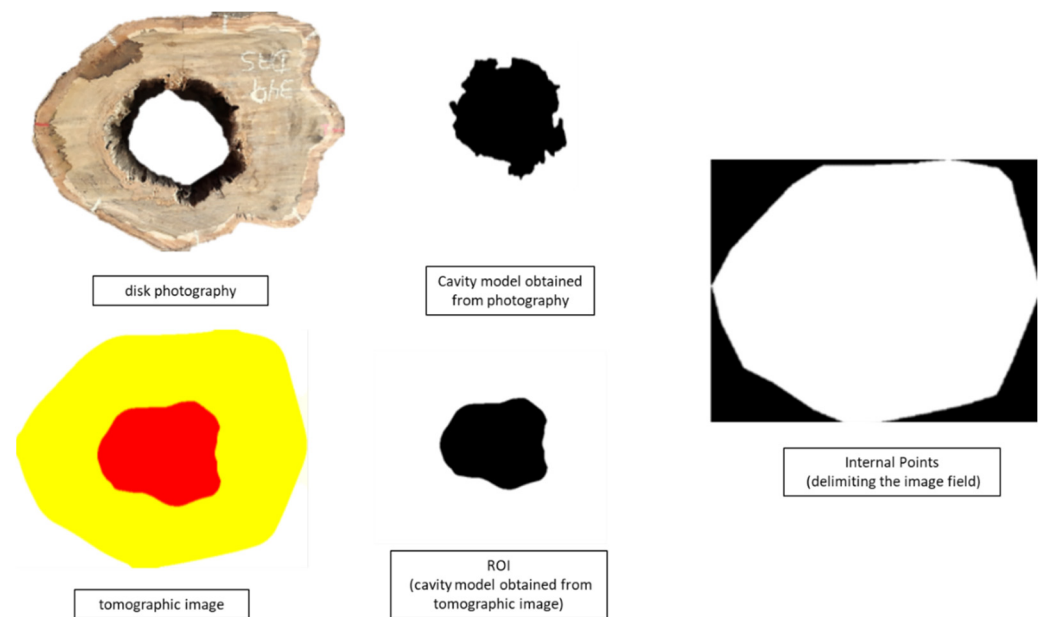 disk photography
Cavity model obtained
from photography
Internal Points
(delimiting the image field)
tomographic image
ROI
(cavity model obtained from
tomographic image)